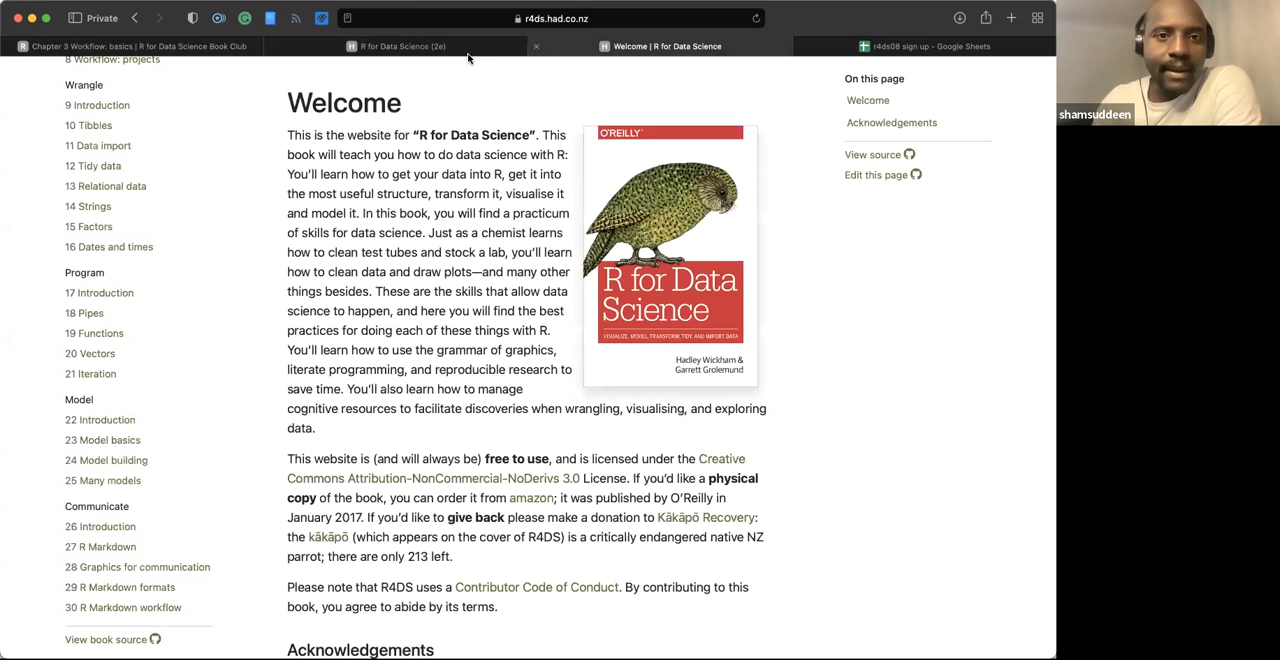 Private
r4ds.had.co.nz
Chapter 3 Workflow: basics | R for Data Science Book Club
R for Data Science (2e)
Welcome | R for Data Science
r4ds08 sign up - Google Sheets
8 Workflow: projects
Wrangle
9 Introduction
10 Tibbles
11 Data import
12 Tidy data
13 Relational data
14 Strings
15 Factors
16 Dates and times
Program
17 Introduction
18 Pipes
19 Functions
20 Vectors
21 Iteration
Model
22 Introduction
23 Model basics
24 Model building
25 Many models
Communicate
26 Introduction
27 R Markdown
28 Graphics for communication
29 R Markdown formats
30 R Markdown workflow
View book source
Welcome
This is the website for “R for Data Science”. This
book will teach you how to do data science with R:
You’ll learn how to get your data into R, get it into
the most useful structure, transform it, visualise it
and model it. In this book, you will find a practicum
of skills for data science. Just as a chemist learns
how to clean test tubes and stock a lab, you’ll learn
how to clean data and draw plots—and many other
things besides. These are the skills that allow data
science to happen, and here you will find the best
practices for doing each of these things with R.
You’ll learn how to use the grammar of graphics,
literate programming, and reproducible research to
save time. You’ll also learn how to manage
cognitive resources to facilitate discoveries when wrangling, visualising, and exploring
data.
O'REILLY
R for Data
Science
VISUALIZE, MODEL, TRANSFORM, TIDY, AND IMPORT DATA
Hadley Wickham &
Garrett Grolemund
This website is (and will always be) free to use, and is licensed under the Creative
Commons Attribution-NonCommercial-NoDerivs 3.0 License. If you’d like a physical
copy of the book, you can order it from amazon; it was published by O’Reilly in
January 2017. If you’d like to give back please make a donation to Kākāpō Recovery:
the kākāpō (which appears on the cover of R4DS) is a critically endangered native NZ
parrot; there are only 213 left.
Please note that R4DS uses a Contributor Code of Conduct. By contributing to this
book, you agree to abide by its terms.
Acknowledgements
On this page
Welcome
Acknowledgements
View source
Edit this page
shamsuddeen